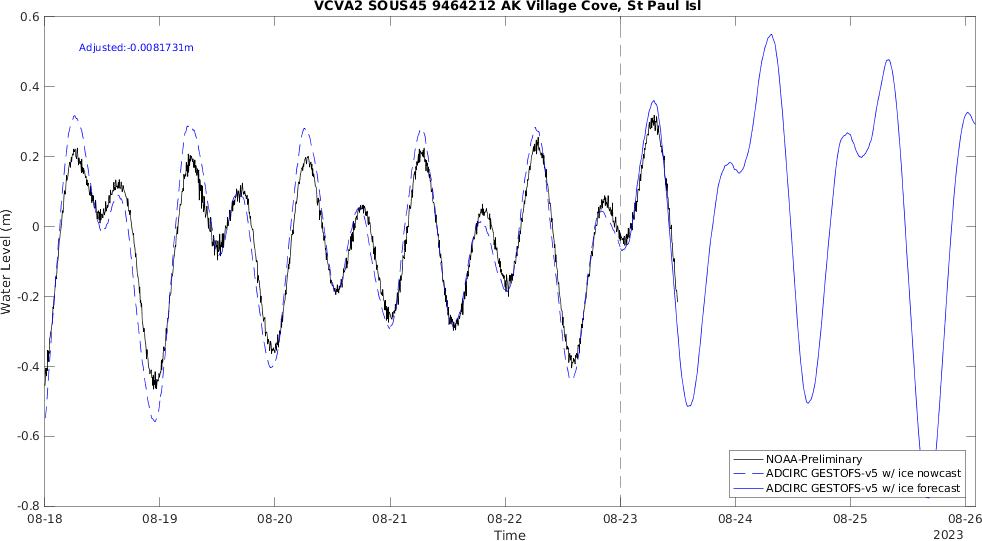 VCVA2 SOUS45 9464212 AK Village Cove, St Paul Isl
Adjusted:-0.0081731m
0.6
0.4
0.2
0
-0.2
-0.4
-0.6
-0.8
Water Level (m)
NOAA-Preliminary
ADCIRC GESTOFS-v5 w/ ice nowcast
ADCIRC GESTOFS-v5 w/ ice forecast
08-18 08-19 08-20 08-21 08-22 08-23 08-24 08-25 08-26
Time
2023